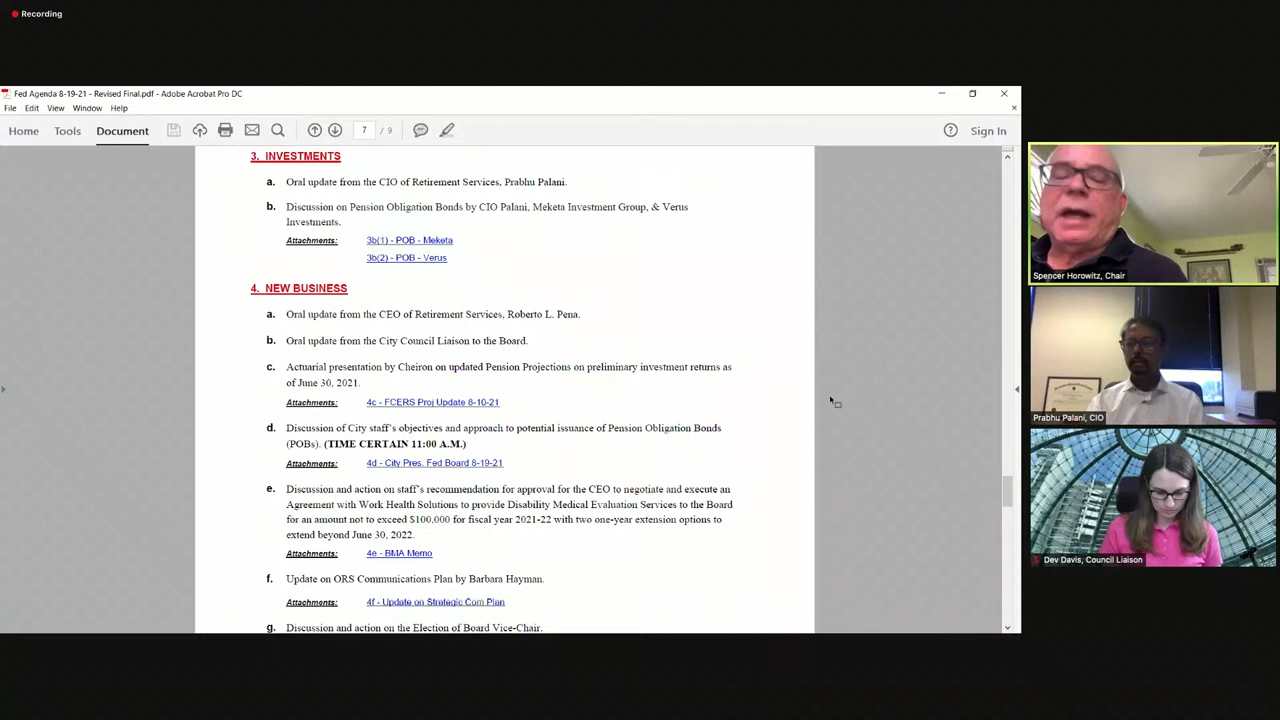 Recording
Fed Agenda 8-19-21 - Revised Final.pdf - Adobe Acrobat Pro DC
File Edit View Window Help
Home Tools Document 7 / 9 Sign In
3. INVESTMENTS
a. Oral update from the CIO of Retirement Services, Prabhu Palani.
b. Discussion on Pension Obligation Bonds by CIO Palani, Meketa Investment Group, & Verus
Investments.
Attachments: 3b(1) - POB - Meketa
3b(2) - POB - Verus
4. NEW BUSINESS
a. Oral update from the CEO of Retirement Services, Roberto L. Pena.
b. Oral update from the City Council Liaison to the Board.
c. Actuarial presentation by Cheiron on updated Pension Projections on preliminary investment returns as
of June 30, 2021.
Attachments: 4c - FCERS Proj Update 8-10-21
d. Discussion of City staff's objectives and approach to potential issuance of Pension Obligation Bonds
(POBs). (TIME CERTAIN 11:00 A.M.)
Attachments: 4d - City Pres. Fed Board 8-19-21
e. Discussion and action on staff's recommendation for approval for the CEO to negotiate and execute an
Agreement with Work Health Solutions to provide Disability Medical Evaluation Services to the Board
for an amount not to exceed $100,000 for fiscal year 2021-22 with two one-year extension options to
extend beyond June 30, 2022.
Attachments: 4e - BMA Memo
f. Update on ORS Communications Plan by Barbara Hayman.
Attachments: 4f - Update on Strategic Com Plan
g. Discussion and action on the Election of Board Vice-Chair.
Spencer Horowitz, Chair
Prabhu Palani, CIO
Dev Davis, Council Liaison